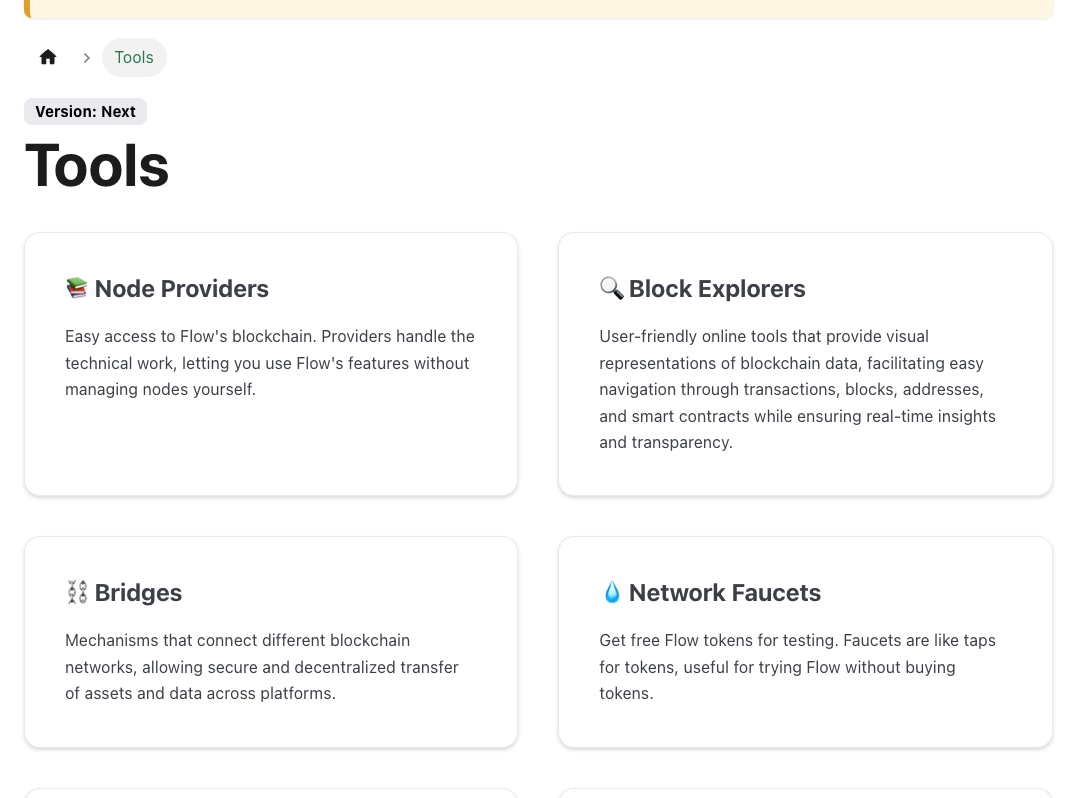 Tools
Version: Next
Tools
Node Providers
Easy access to Flow's blockchain. Providers handle the
technical work, letting you use Flow's features without
managing nodes yourself.
Block Explorers
User-friendly online tools that provide visual
representations of blockchain data, facilitating easy
navigation through transactions, blocks, addresses,
and smart contracts while ensuring real-time insights
and transparency.
Bridges
Mechanisms that connect different blockchain
networks, allowing secure and decentralized transfer
of assets and data across platforms.
Network Faucets
Get free Flow tokens for testing. Faucets are like taps
for tokens, useful for trying Flow without buying
tokens.